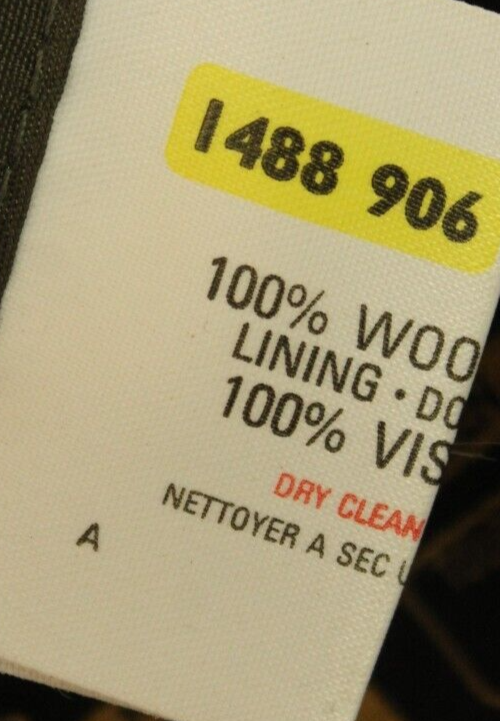 1488 906
100% WOO
LINING • DO
100% VIS
DRY CLEAN
NETTOYER A SEC U
A